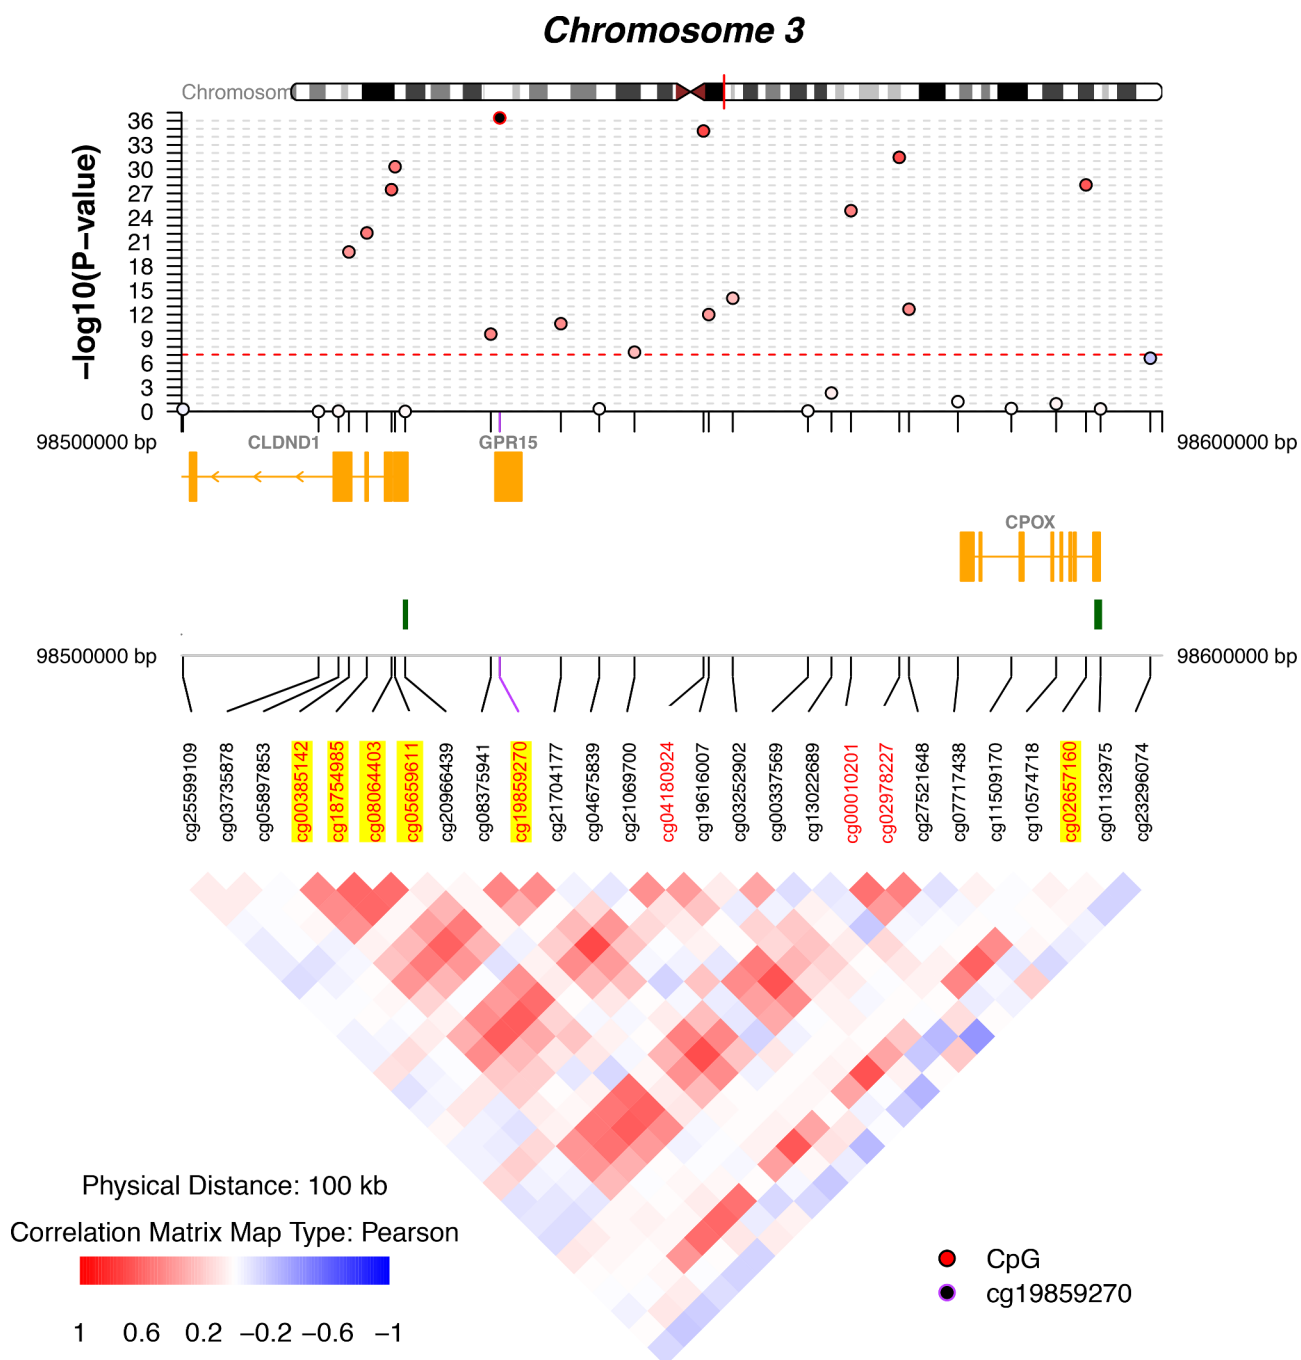 Chromosome 3
Chromosom
−log10(P−value)
36
33
30
27
24
21
18
15
12
9
6
3
0
98500000 bp
98600000 bp
CLDND1
GPR15
CPOX
98500000 bp
98600000 bp
cg25599109
cg03735878
cg05897853
cg00385142
cg18754985
cg08064403
cg05659611
cg20966439
cg08375941
cg19859270
cg21704177
cg04675839
cg21069700
cg04180924
cg19616007
cg03252902
cg00337569
cg13022689
cg00010201
cg02978227
cg27521648
cg07717438
cg11509170
cg10574718
cg02657160
cg01132975
cg23296074
Physical Distance: 100 kb
Correlation Matrix Map Type: Pearson
1 0.6 0.2 −0.2 −0.6 −1
CpG
cg19859270